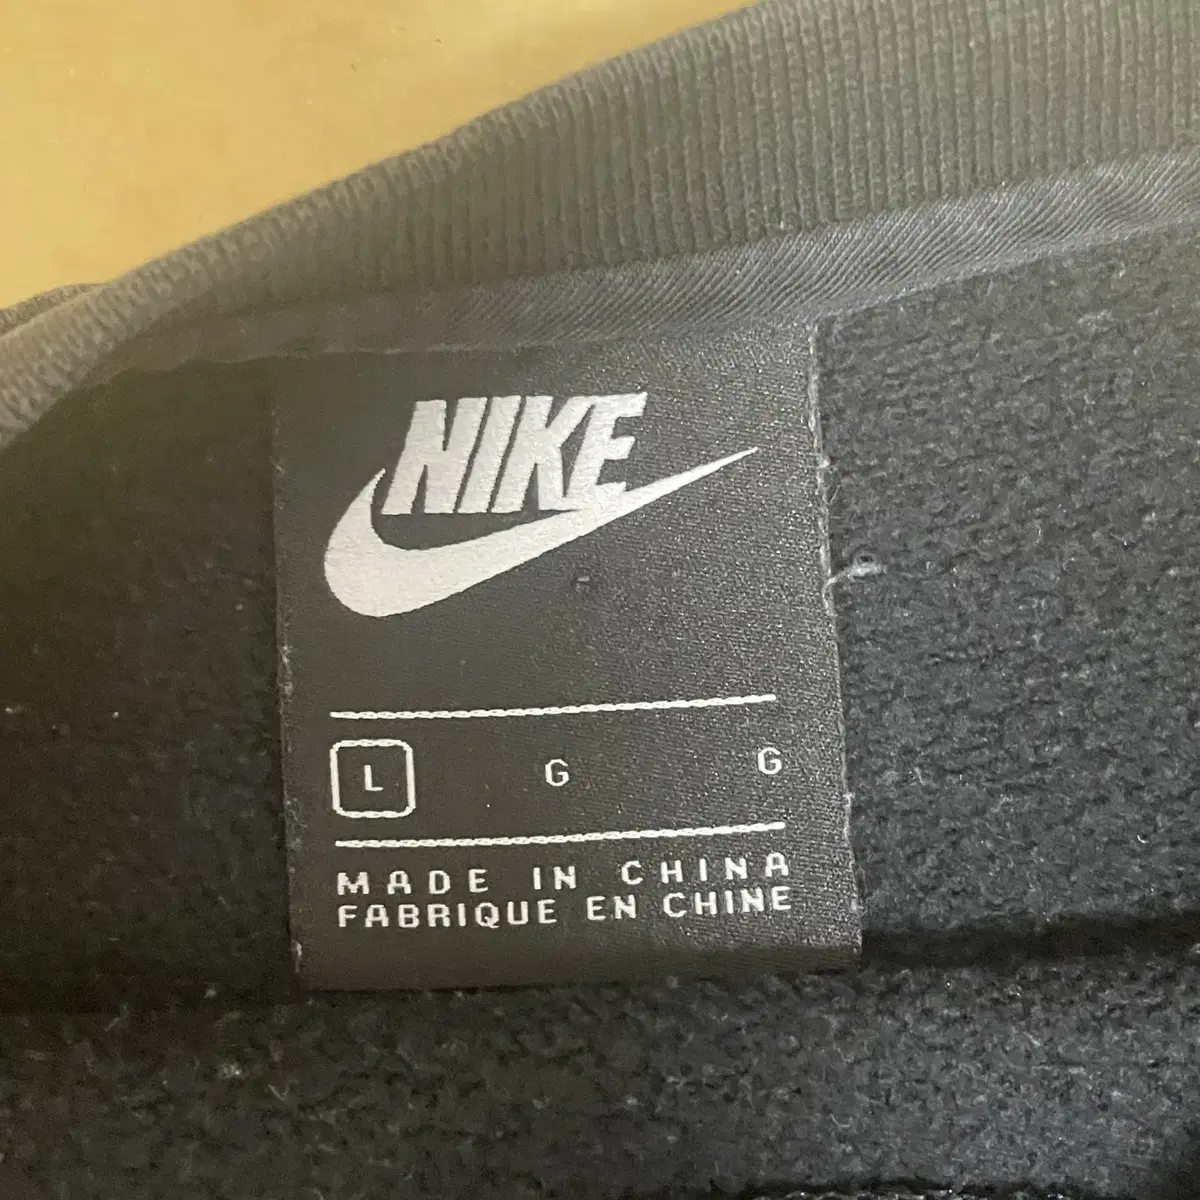 NIKE
L G G
MADE IN CHINA
FABRIQUE EN CHINE